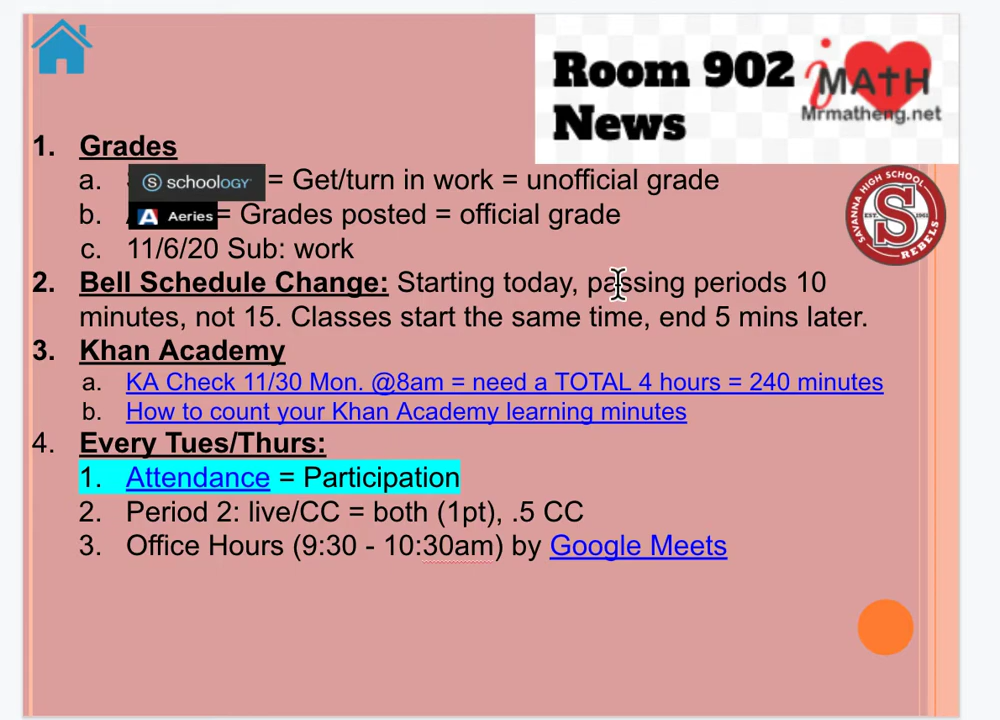 Room 902
News
iMATH
Mrmatheng.net
1. Grades
a. S schoology = Get/turn in work = unofficial grade
b. A Aeries = Grades posted = official grade
c. 11/6/20 Sub: work
SAVANNA HIGH SCHOOL
EST. 1961
S
REBELS
2. Bell Schedule Change: Starting today, passing periods 10
minutes, not 15. Classes start the same time, end 5 mins later.
3. Khan Academy
a. KA Check 11/30 Mon. @8am = need a TOTAL 4 hours = 240 minutes
b. How to count your Khan Academy learning minutes
4. Every Tues/Thurs:
1. Attendance = Participation
2. Period 2: live/CC = both (1pt), .5 CC
3. Office Hours (9:30 - 10:30am) by Google Meets